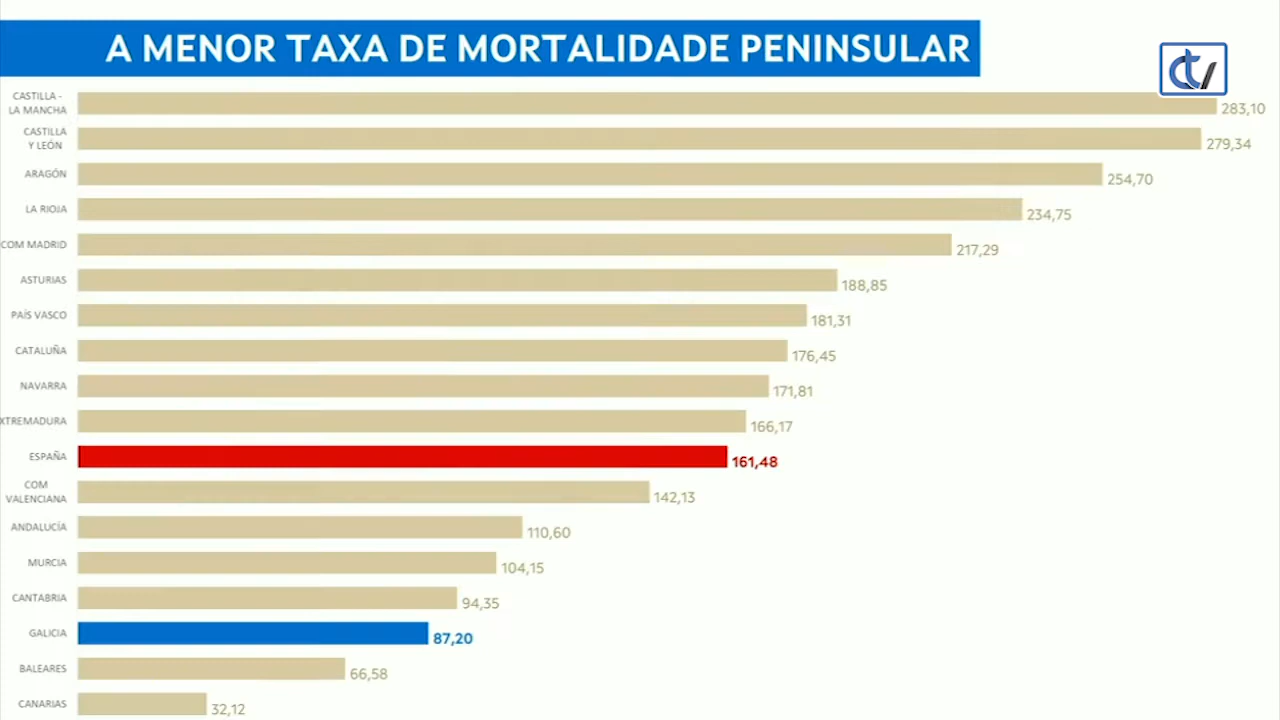 A MENOR TAXA DE MORTALIDADE PENINSULAR
CTV
CASTILLA -
LA MANCHA
283,10
CASTILLA
Y LEÓN
279,34
ARAGÓN
254,70
LA RIOJA
234,75
COM MADRID
217,29
ASTURIAS
188,85
PAÍS VASCO
181,31
CATALUÑA
176,45
NAVARRA
171,81
XTREMADURA
166,17
ESPAÑA
161,48
COM
VALENCIANA
142,13
ANDALUCÍA
110,60
MURCIA
104,15
CANTABRIA
94,35
GALICIA
87,20
BALEARES
66,58
CANARIAS
32,12